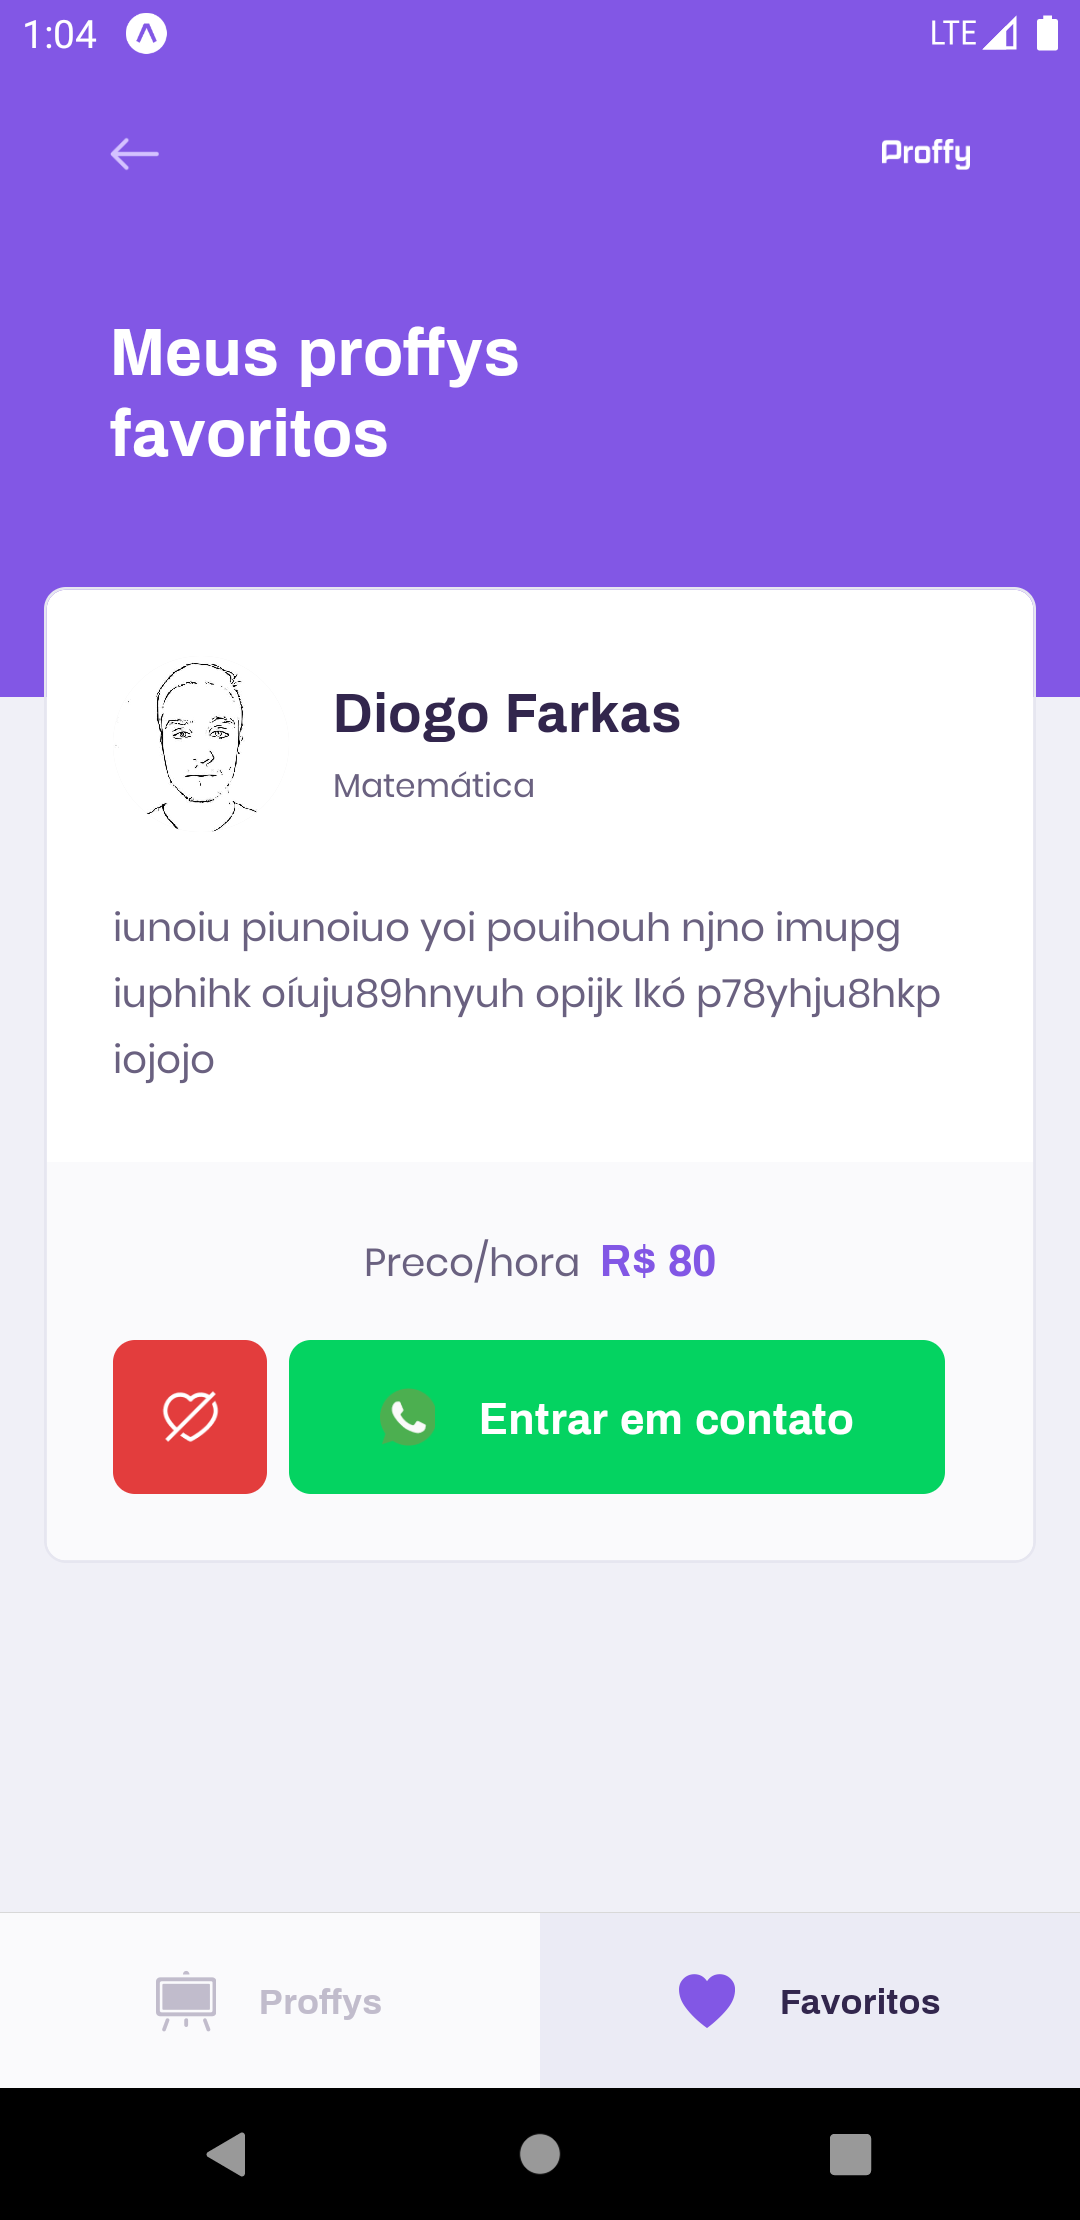 1:04
LTE
Proffy
Meus proffys
favoritos
Diogo Farkas
Matemática
iunoiu piunoiuo yoi pouihouh njno imupg
iuphihk oíuju89hnyuh opijk lkó p78yhju8hkp
iojojo
Preco/hora R$ 80
Entrar em contato
Proffys
Favoritos